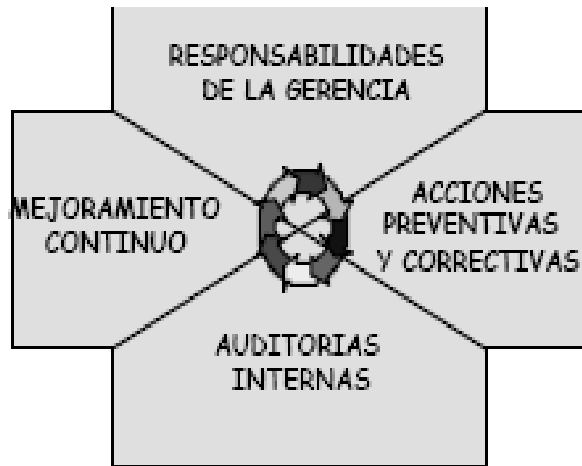 RESPONSABILIDADES
DE LA GERENCIA
MEJORAMIENTO
CONTINUO
ACCIONES
PREVENTIVAS
Y CORRECTIVAS
AUDITORIAS
INTERNAS